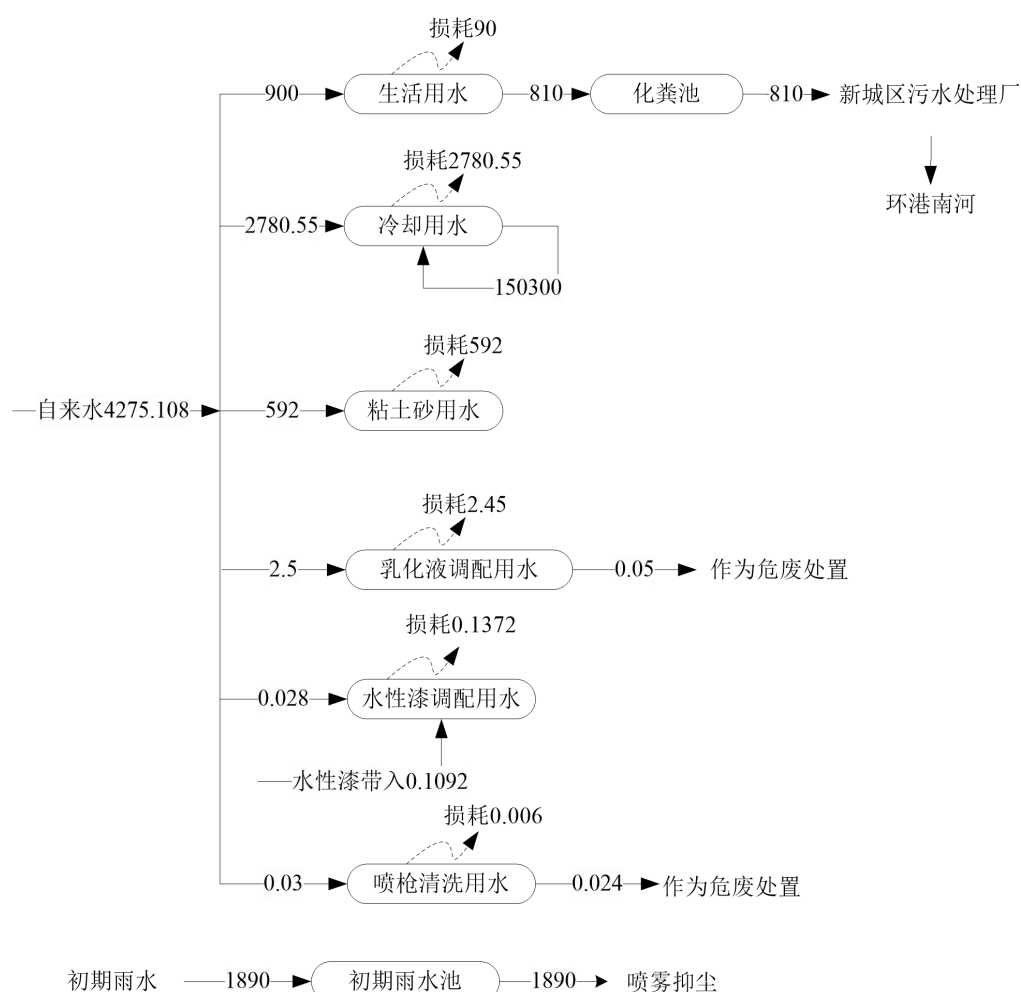 损耗90
900
生活用水
810
化粪池
810
新城区污水处理厂
环港南河
损耗2780.55
2780.55
冷却用水
150300
损耗592
自来水4275.108
592
粘土砂用水
损耗2.45
2.5
乳化液调配用水
0.05
作为危废处置
损耗0.1372
0.028
水性漆调配用水
水性漆带入0.1092
损耗0.006
0.03
喷枪清洗用水
0.024
作为危废处置
初期雨水
1890
初期雨水池
1890
喷雾抑尘